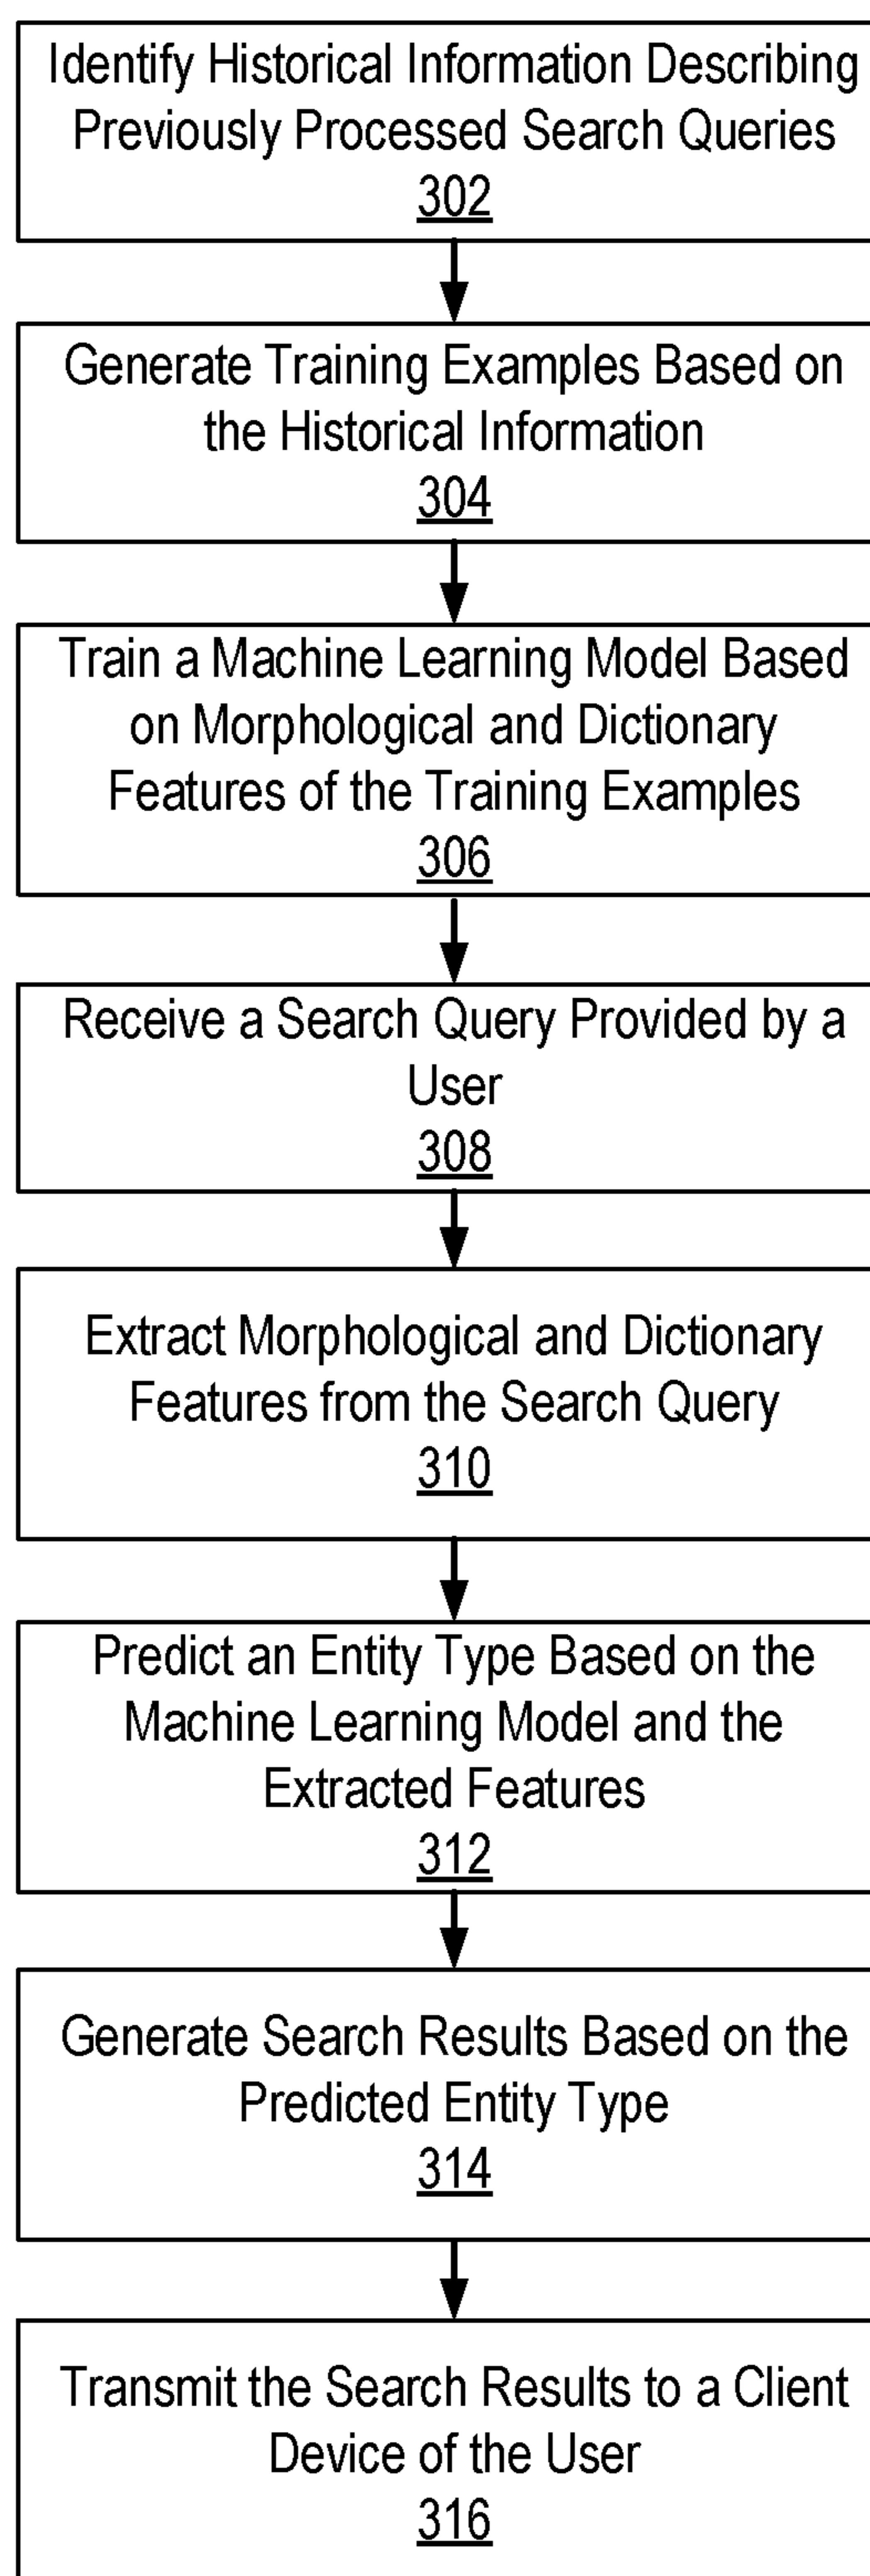 Identify Historical Information Describing
Previously Processed Search Queries
302
Generate Training Examples Based on
the Historical Information
304
Train a Machine Learning Model Based
on Morphological and Dictionary
Features of the Training Examples
306
Receive a Search Query Provided by a
User
308
Extract Morphological and Dictionary
Features from the Search Query
310
Predict an Entity Type Based on the
Machine Learning Model and the
Extracted Features
312
Generate Search Results Based on the
Predicted Entity Type
314
Transmit the Search Results to a Client
Device of the User
316